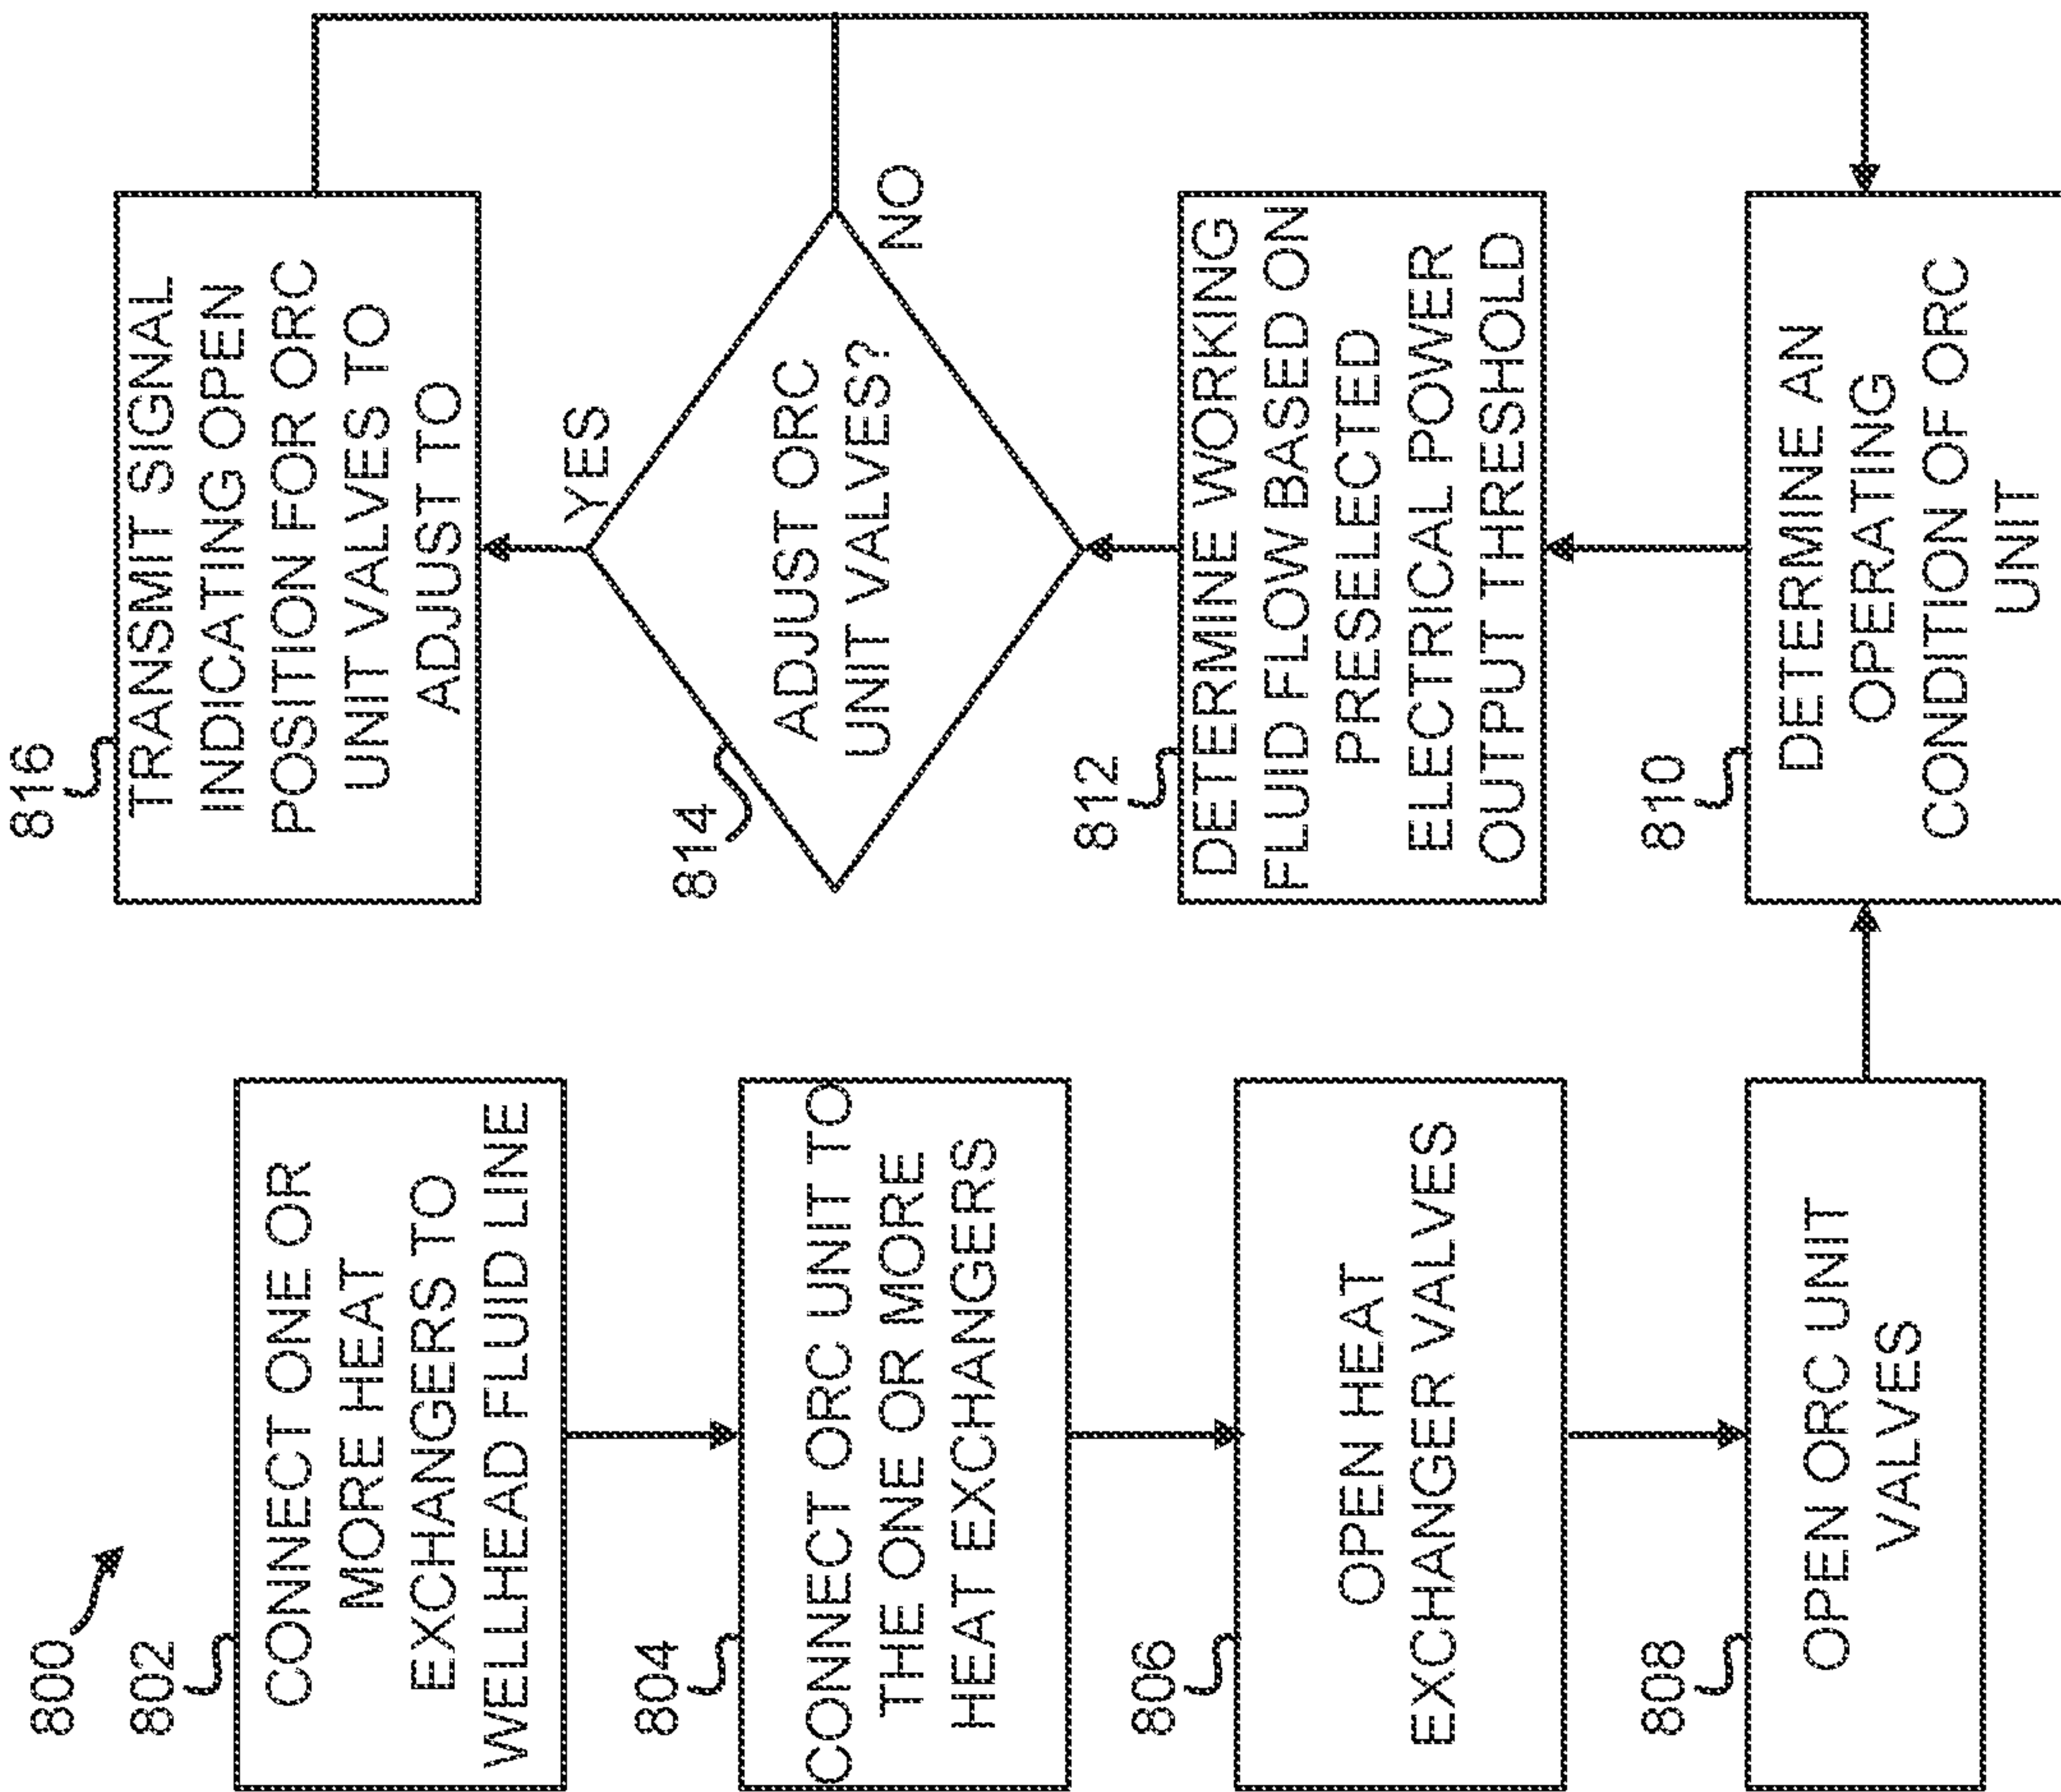 800
802
CONNECT ONE OR
MORE HEAT
EXCHANGERS TO
WELLHEAD FLUID LINE
804
CONNECT ORC UNIT TO
THE ONE OR MORE
HEAT EXCHANGERS
806
OPEN HEAT
EXCHANGER VALVES
808
OPEN ORC UNIT
VALVES
810
DETERMINE AN
OPERATING
CONDITION OF ORC
UNIT
812
DETERMINE WORKING
FLUID FLOW BASED ON
PRESELECTED
ELECTRICAL POWER
OUTPUT THRESHOLD
814
ADJUST ORC
UNIT VALVES?
YES
NO
816
TRANSMIT SIGNAL
INDICATING OPEN
POSITION FOR ORC
UNIT VALVES TO
ADJUST TO